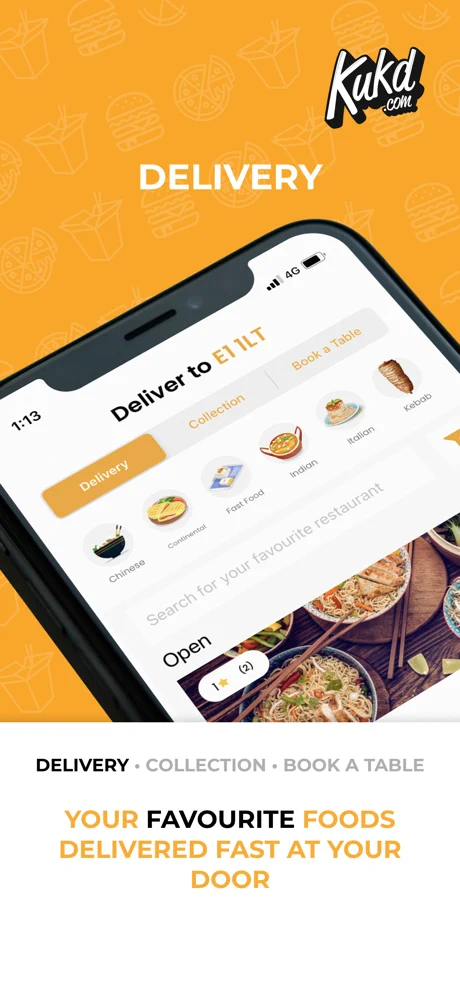 Kukd
.com
DELIVERY
4G
1:13
Deliver to E1 1LT
Delivery
Collection
Book a Table
Chinese
Continental
Fast Food
Indian
Italian
Kebab
Search for your favourite restaurant
Open
1 (2)
DELIVERY • COLLECTION • BOOK A TABLE
YOUR FAVOURITE FOODS
DELIVERED FAST AT YOUR
DOOR